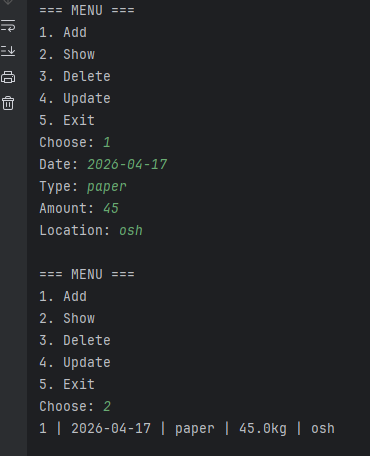 === MENU ===
1. Add
2. Show
3. Delete
4. Update
5. Exit
Choose: 1
Date: 2026-04-17
Type: paper
Amount: 45
Location: osh
=== MENU ===
1. Add
2. Show
3. Delete
4. Update
5. Exit
Choose: 2
1 | 2026-04-17 | paper | 45.0kg | osh